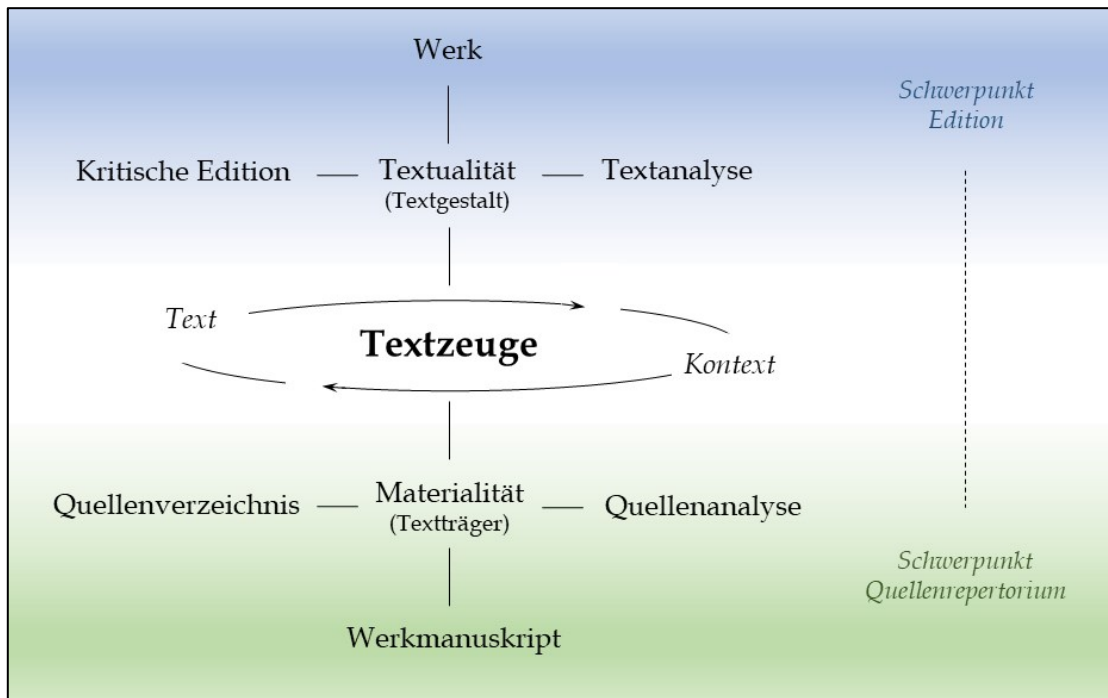 Werk
Schwerpunkt
Edition
Kritische Edition — Textualität — Textanalyse
(Textgestalt)
Text
Textzeuge
Kontext
Quellenverzeichnis — Materialität — Quellenanalyse
(Textträger)
Schwerpunkt
Quellenrepertorium
Werkmanuskript